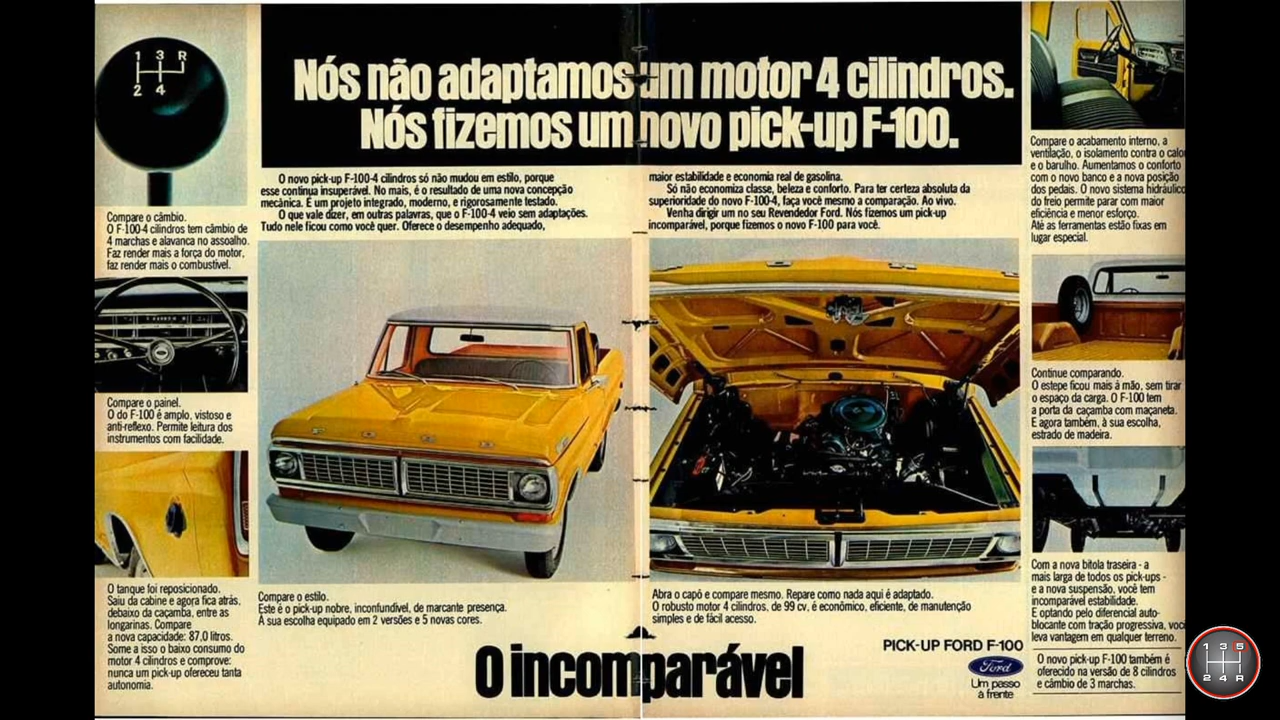 Nós não adaptamos um motor 4 cilindros.
Nós fizemos um novo pick-up F-100.
O novo pick-up F-100-4 cilindros só não mudou em estilo, porque
esse continua insuperável. No mais, é o resultado de uma nova concepção
mecânica. É um projeto integrado, moderno, e rigorosamente testado.
O que vale dizer, em outras palavras, que o F-100-4 veio sem adaptações.
Tudo nele ficou como você quer. Oferece o desempenho adequado,
maior estabilidade e economia real de gasolina.
Só não economiza classe, beleza e conforto. Para ter certeza absoluta da
superioridade do novo F-100-4, faça você mesmo a comparação. Ao vivo.
Venha dirigir um no seu Revendedor Ford. Nós fizemos um pick-up
incomparável, porque fizemos o novo F-100 para você.
1 3 R
2 4
Compare o câmbio.
O F-100-4 cilindros tem câmbio de
4 marchas e alavanca no assoalho.
Faz render mais a força do motor,
faz render mais o combustível.
Compare o painel.
O do F-100 é amplo, vistoso e
anti-reflexo. Permite leitura dos
instrumentos com facilidade.
O tanque foi reposicionado.
Saiu da cabine e agora fica atrás,
debaixo da caçamba, entre as
longarinas. Compare
a nova capacidade: 87,0 litros.
Some a isso o baixo consumo do
motor 4 cilindros e comprove:
nunca um pick-up ofereceu tanta
autonomia.
FORD
Compare o estilo.
Este é o pick-up nobre, inconfundível, de marcante presença.
À sua escolha equipado em 2 versões e 5 novas cores.
Abra o capô e compare mesmo. Repare como nada aqui é adaptado.
O robusto motor 4 cilindros, de 99 cv, é econômico, eficiente, de manutenção
simples e de fácil acesso.
Compare o acabamento interno, a
ventilação, o isolamento contra o calor
e o barulho. Aumentamos o conforto
com o novo banco e a nova posição
dos pedais. O novo sistema hidráulico
do freio permite parar com maior
eficiência e menor esforço.
Até as ferramentas estão fixas em
lugar especial.
Continue comparando.
O estepe ficou mais à mão, sem tirar
o espaço da carga. O F-100 tem
a porta da caçamba com maçaneta.
E agora também, à sua escolha,
estrado de madeira.
Com a nova bitola traseira - a
mais larga de todos os pick-ups -
e a nova suspensão, você tem
incomparável estabilidade.
E optando pelo diferencial auto-
blocante com tração progressiva, você
leva vantagem em qualquer terreno.
O novo pick-up F-100 também é
oferecido na versão de 8 cilindros
e câmbio de 3 marchas.
O incomparável
PICK-UP FORD F-100
Ford
Um passo
à frente
1 3 5
2 4 R